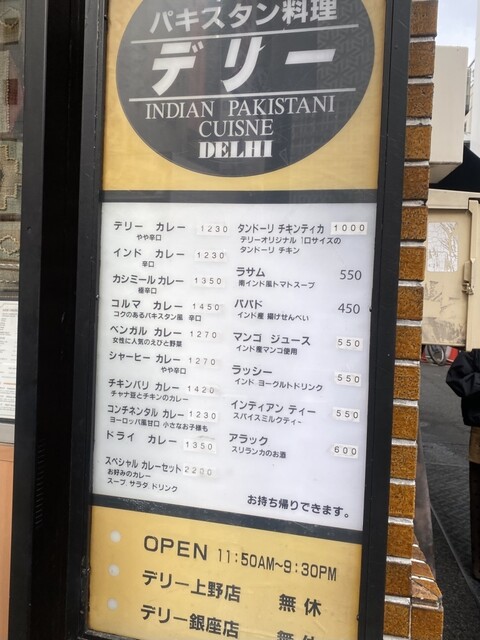 パキスタン料理
デリー
INDIAN PAKISTANI
CUISNE
DELHI
デリー カレー 1230
やや辛口
インド カレー 1230
辛口
カシミールカレー 1350
極辛口
コルマ カレー 1450
コクのあるパキスタン風 辛口
ベンガル カレー 1270
女性に人気のえびと野菜
シャーヒー カレー 1270
やや辛口
チキンバリ カレー 1420
チャナ豆とチキンのカレー
コンチネンタル カレー 1230
ヨーロッパ風甘口 小さなお子様も
ドライ カレー 1350
スペシャル カレーセット 2200
お好みのカレー
スープ サラダ ドリンク
タンドーリ チキンティカ 1000
デリーオリジナル 1口サイズの
タンドーリ チキン
ラサム 550
南インド風トマトスープ
パパド 450
インド産 揚げせんべい
マンゴ ジュース 550
インド産マンゴ使用
ラッシー 550
インド ヨーグルトドリンク
インディアン ティー 550
スパイスミルクティー
アラック 600
スリランカのお酒
お持ち帰りできます。
OPEN 11:50AM〜9:30PM
デリー上野店 無休
デリー銀座店 無休